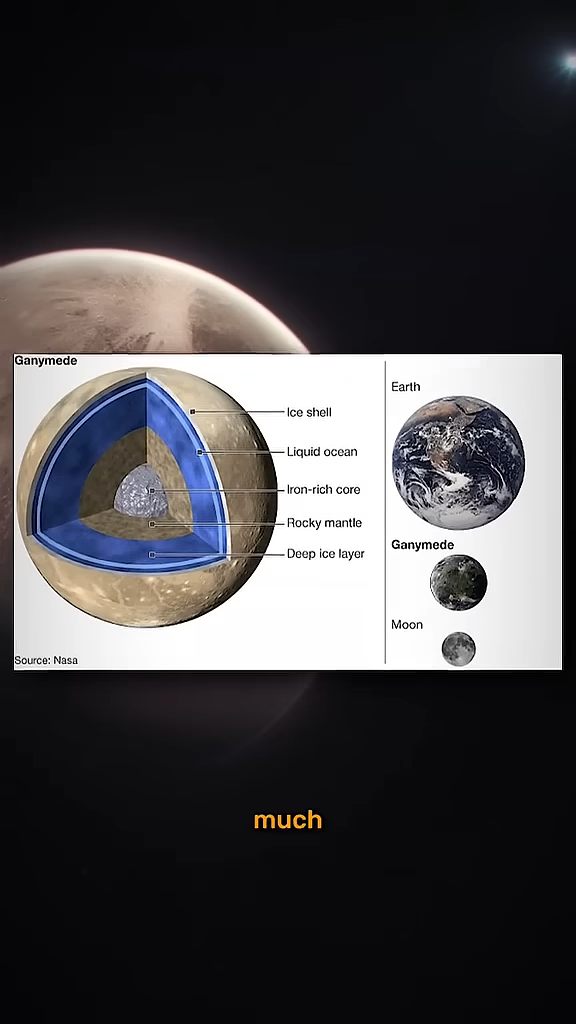 Ganymede
Ice shell
Liquid ocean
Iron-rich core
Rocky mantle
Deep ice layer
Source: Nasa
Earth
Ganymede
Moon
much